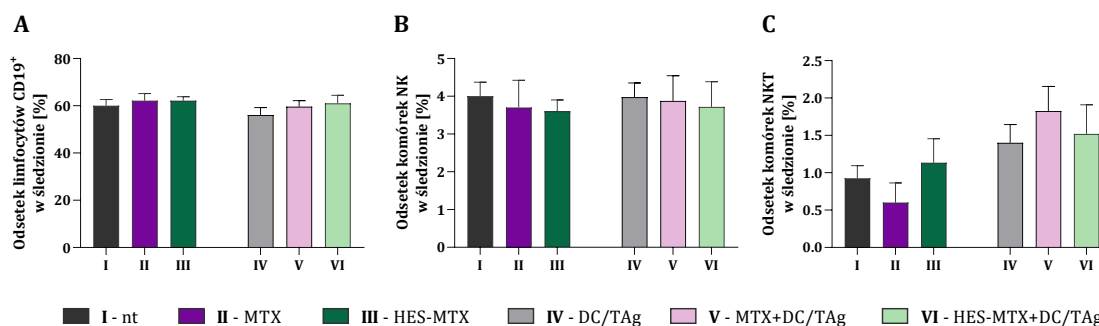 A
Odsetek limfocytów CD19⁺
w śledzionie [%]
100
80
60
40
20
0
I II III IV V VI
B
Odsetek komórek NK
w śledzionie [%]
5
4
3
2
1
0
I II III IV V VI
C
Odsetek komórek NKT
w śledzionie [%]
2.5
2.0
1.5
1.0
0.5
0.0
I II III IV V VI
I - nt II - MTX III - HES-MTX IV - DC/TAg V - MTX+DC/TAg VI - HES-MTX+DC/TAg